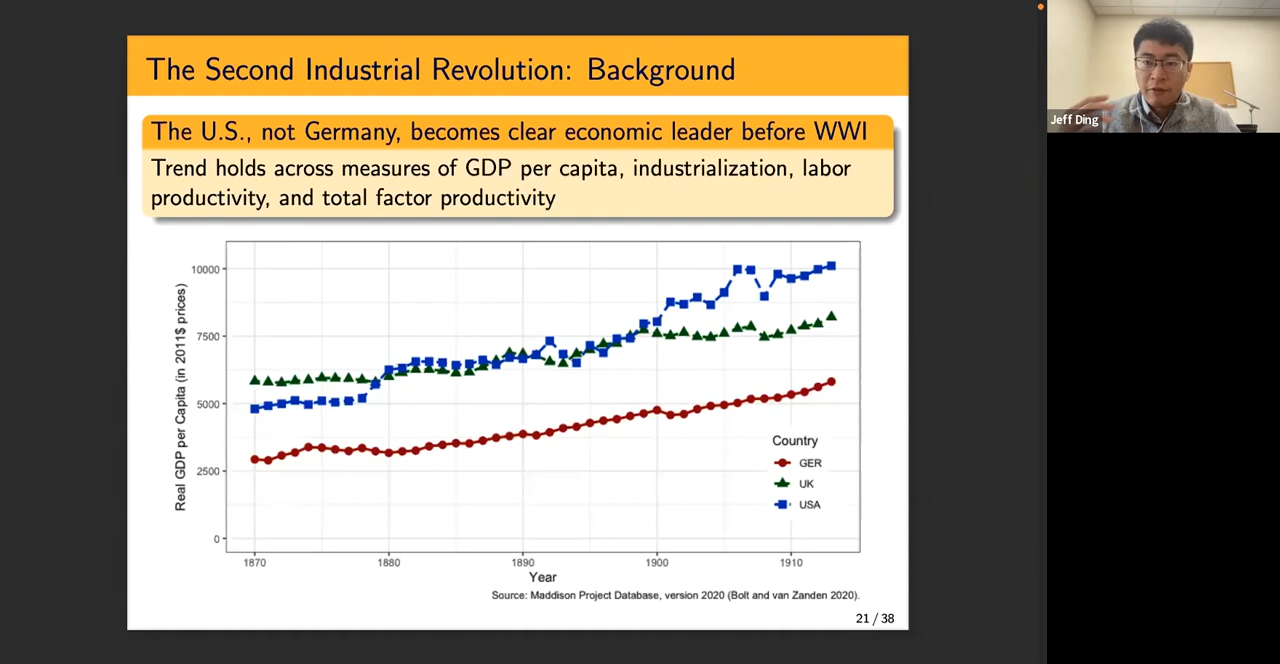 The Second Industrial Revolution: Background
The U.S., not Germany, becomes clear economic leader before WWI
Trend holds across measures of GDP per capita, industrialization, labor
productivity, and total factor productivity
Real GDP per Capita (in 2011$ prices)
10000
7500
5000
2500
0
1870
1880
1890
1900
1910
Year
Country
GER
UK
USA
Source: Maddison Project Database, version 2020 (Bolt and van Zanden 2020).
21 / 38
Jeff Ding